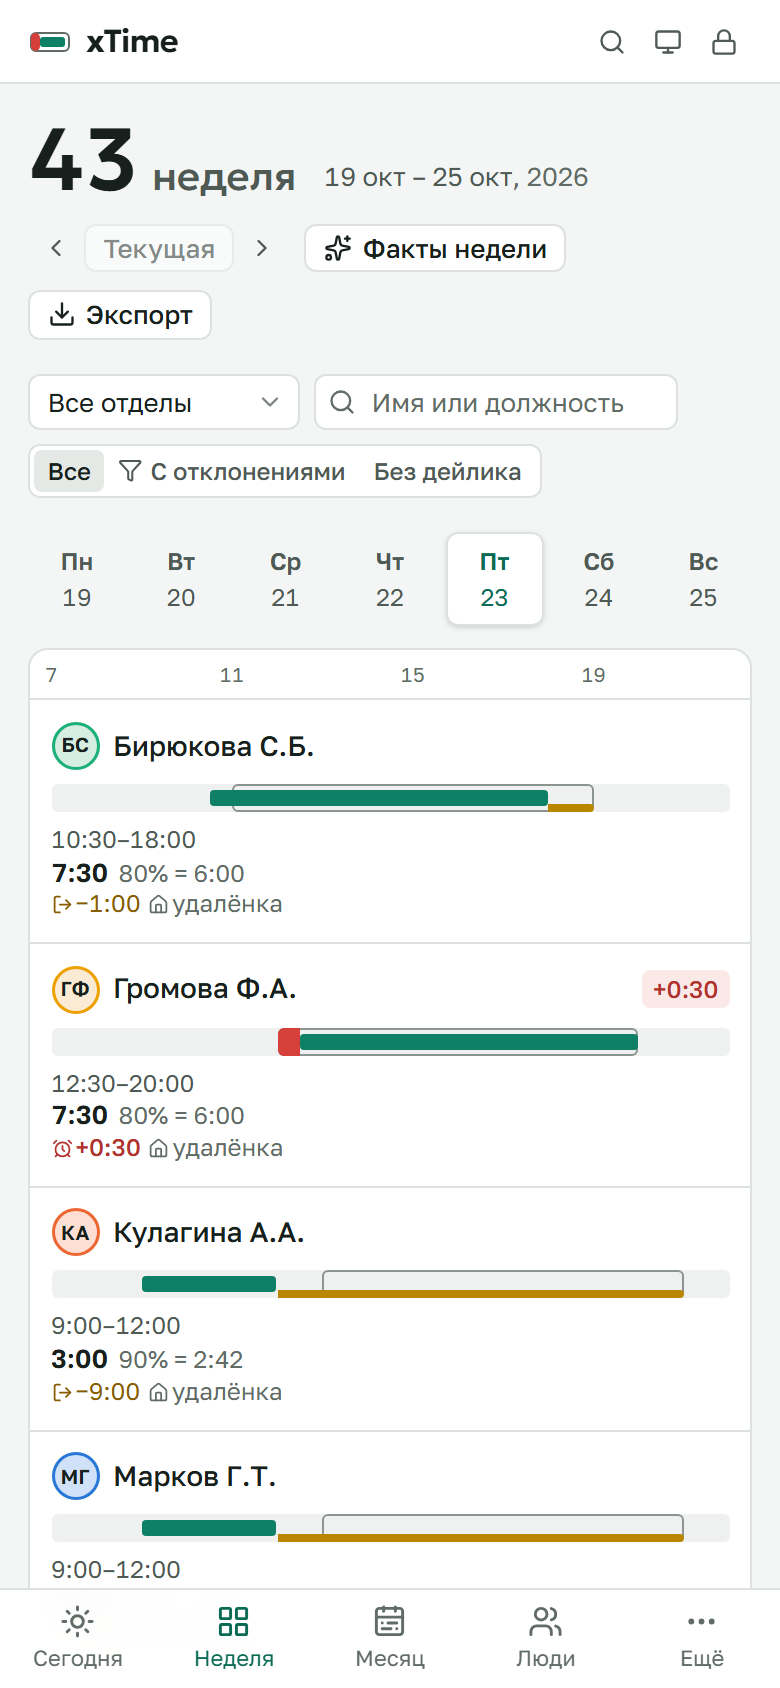 xTime
43 неделя 19 окт – 25 окт, 2026
Текущая Факты недели
Экспорт
Все отделы Имя или должность
Все С отклонениями Без дейлика
Пн Вт Ср Чт Пт Сб Вс
19 20 21 22 23 24 25
7 11 15 19
БС Бирюкова С.Б.
10:30–18:00
7:30 80% = 6:00
−1:00 удалёнка
ГФ Громова Ф.А. +0:30
12:30–20:00
7:30 80% = 6:00
+0:30 удалёнка
КА Кулагина А.А.
9:00–12:00
3:00 90% = 2:42
−9:00 удалёнка
МГ Марков Г.Т.
9:00–12:00
Сегодня Неделя Месяц Люди Ещё